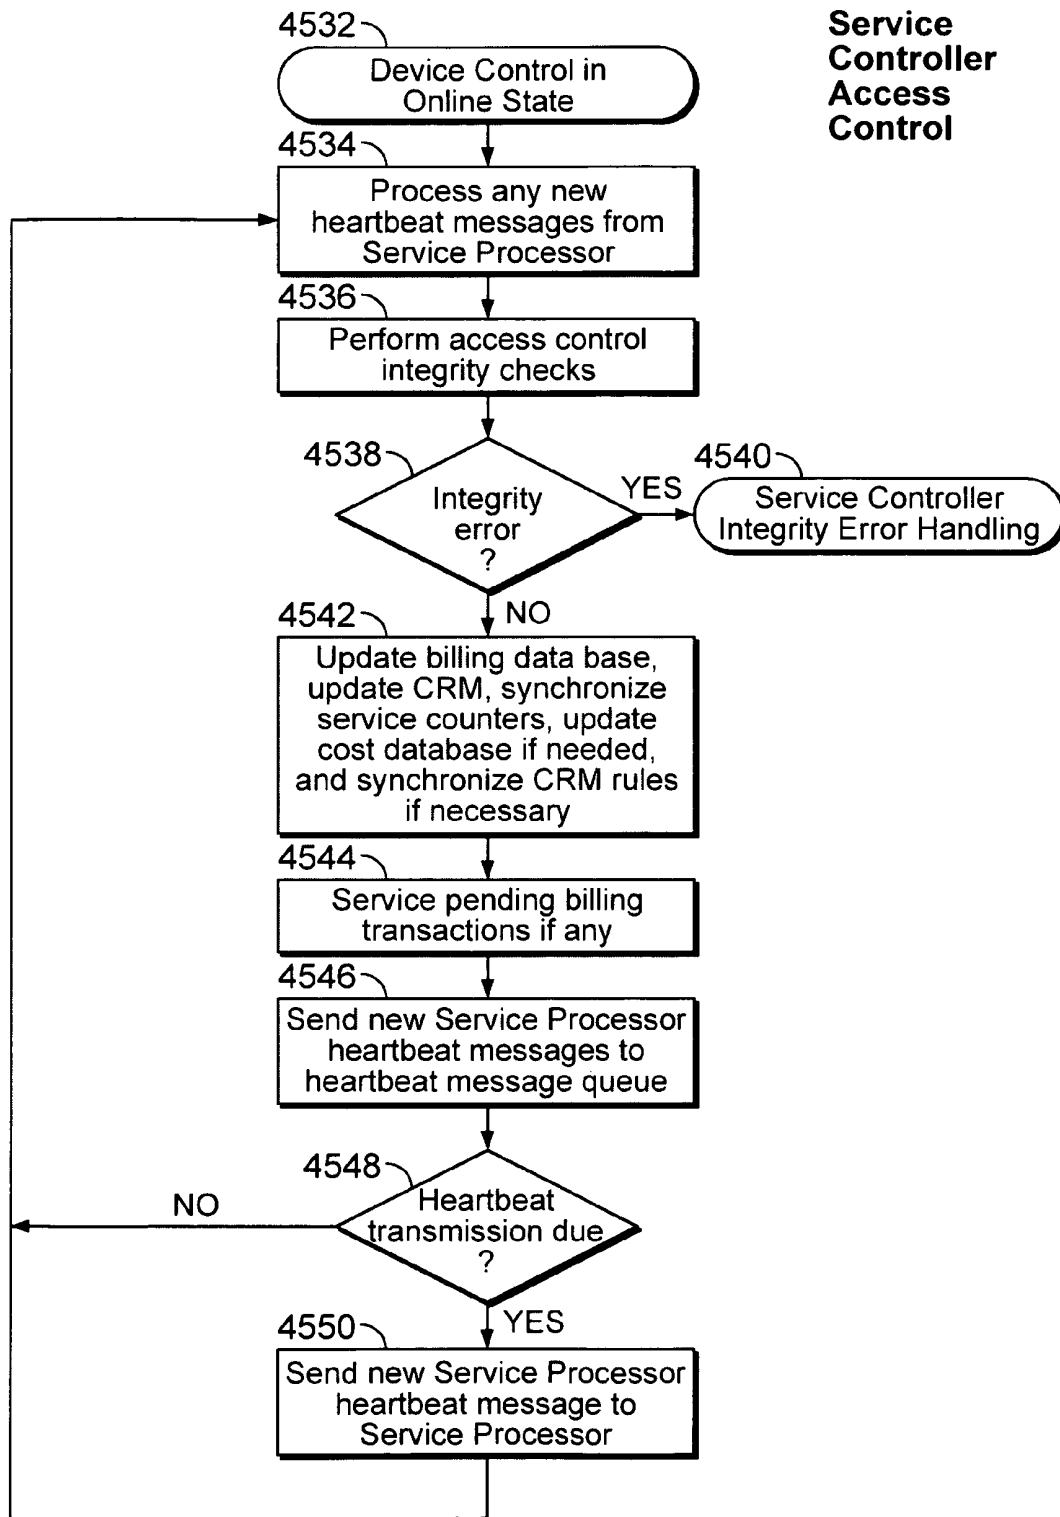 4532
Service
Controller
Access
Control
Device Control in
Online State
4534
Process any new
heartbeat messages from
Service Processor
4536
Perform access control
integrity checks
4538
Integrity
error
?
YES
4540
Service Controller
Integrity Error Handling
NO
4542
Update billing data base,
update CRM, synchronize
service counters, update
cost database if needed,
and synchronize CRM rules
if necessary
4544
Service pending billing
transactions if any
4546
Send new Service Processor
heartbeat messages to
heartbeat message queue
4548
Heartbeat
transmission due
?
NO
YES
4550
Send new Service Processor
heartbeat message to
Service Processor